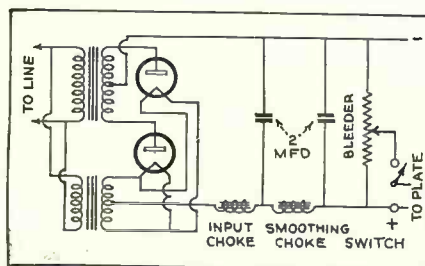 TO LINE
2
MFD
BLEEDER
TO PLATE
-
+
INPUT
CHOKE
SMOOTHING
CHOKE
SWITCH